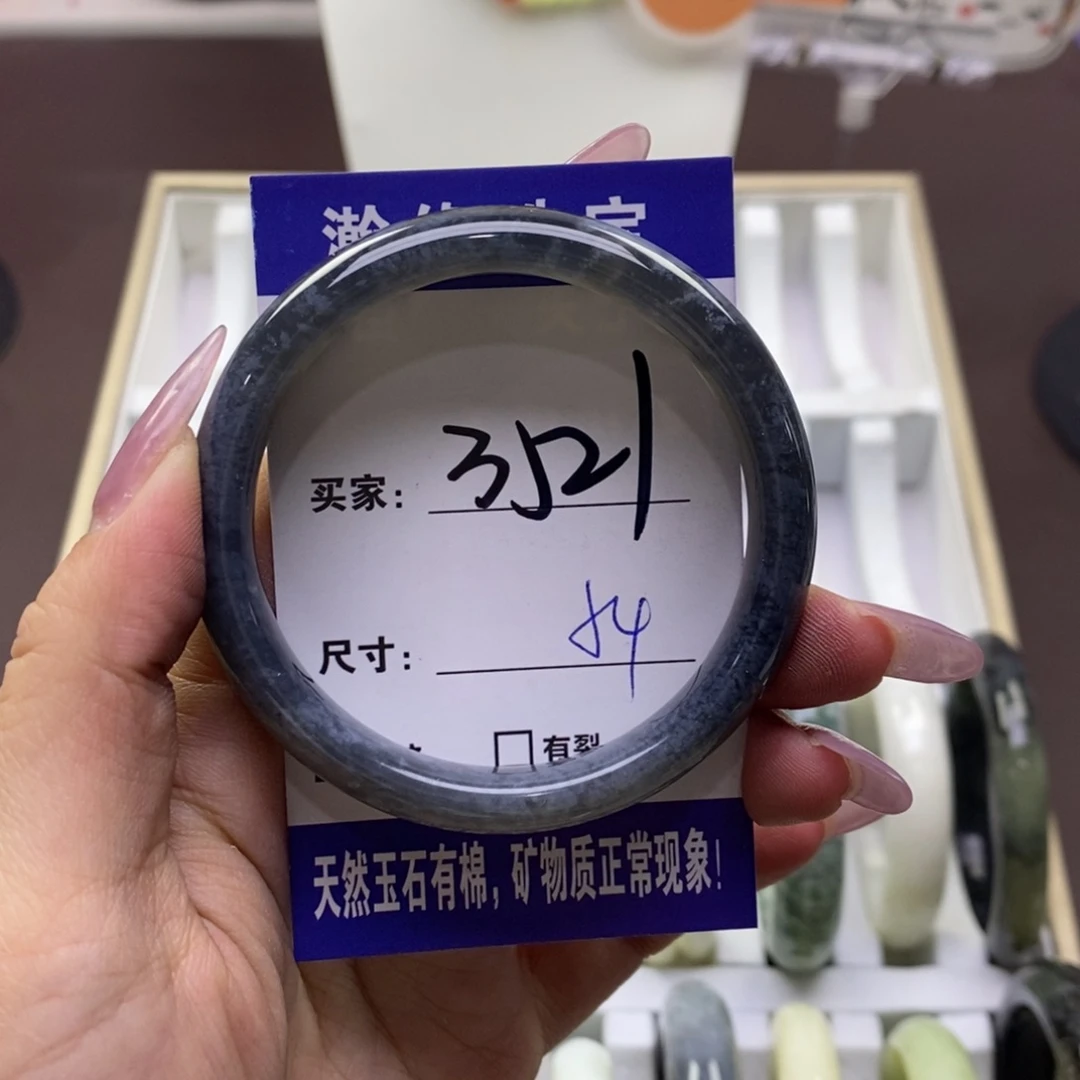 瀚
买家: 3521
尺寸: 54
有裂
天然玉石有棉,矿物质正常现象!